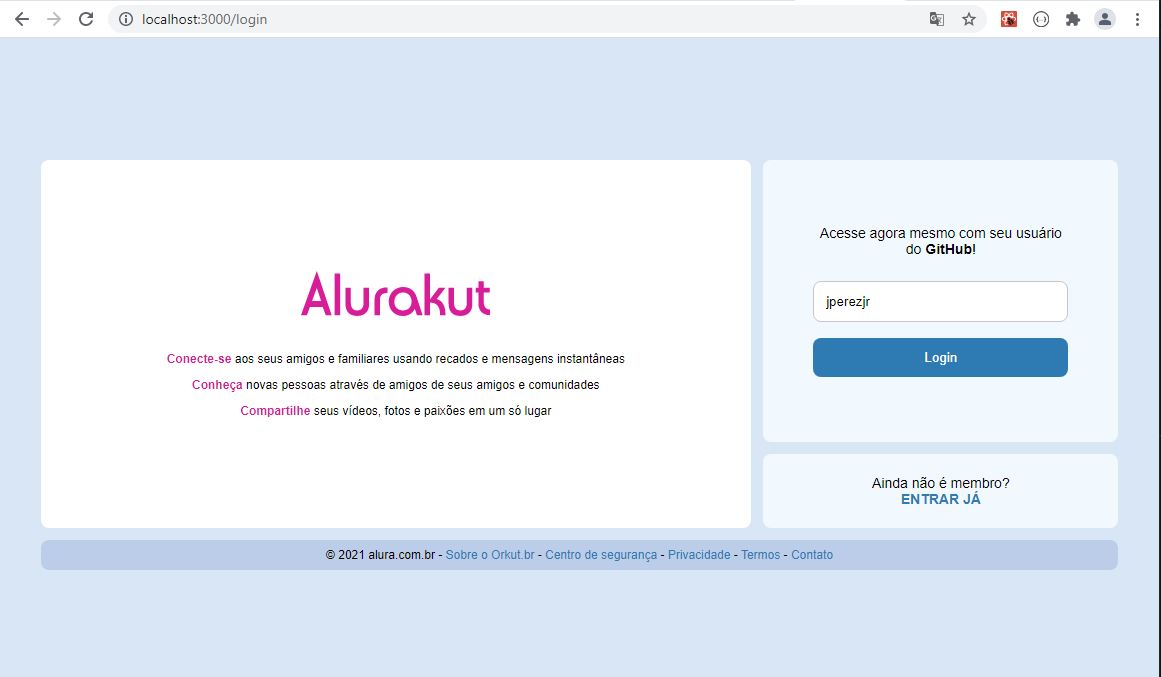 localhost:3000/login
Alurakut
Conecte-se aos seus amigos e familiares usando recados e mensagens instantâneas
Conheça novas pessoas através de amigos de seus amigos e comunidades
Compartilhe seus vídeos, fotos e paixões em um só lugar
Acesse agora mesmo com seu usuário
do GitHub!
jperezjr
Login
Ainda não é membro?
ENTRAR JÁ
© 2021 alura.com.br - Sobre o Orkut.br - Centro de segurança - Privacidade - Termos - Contato